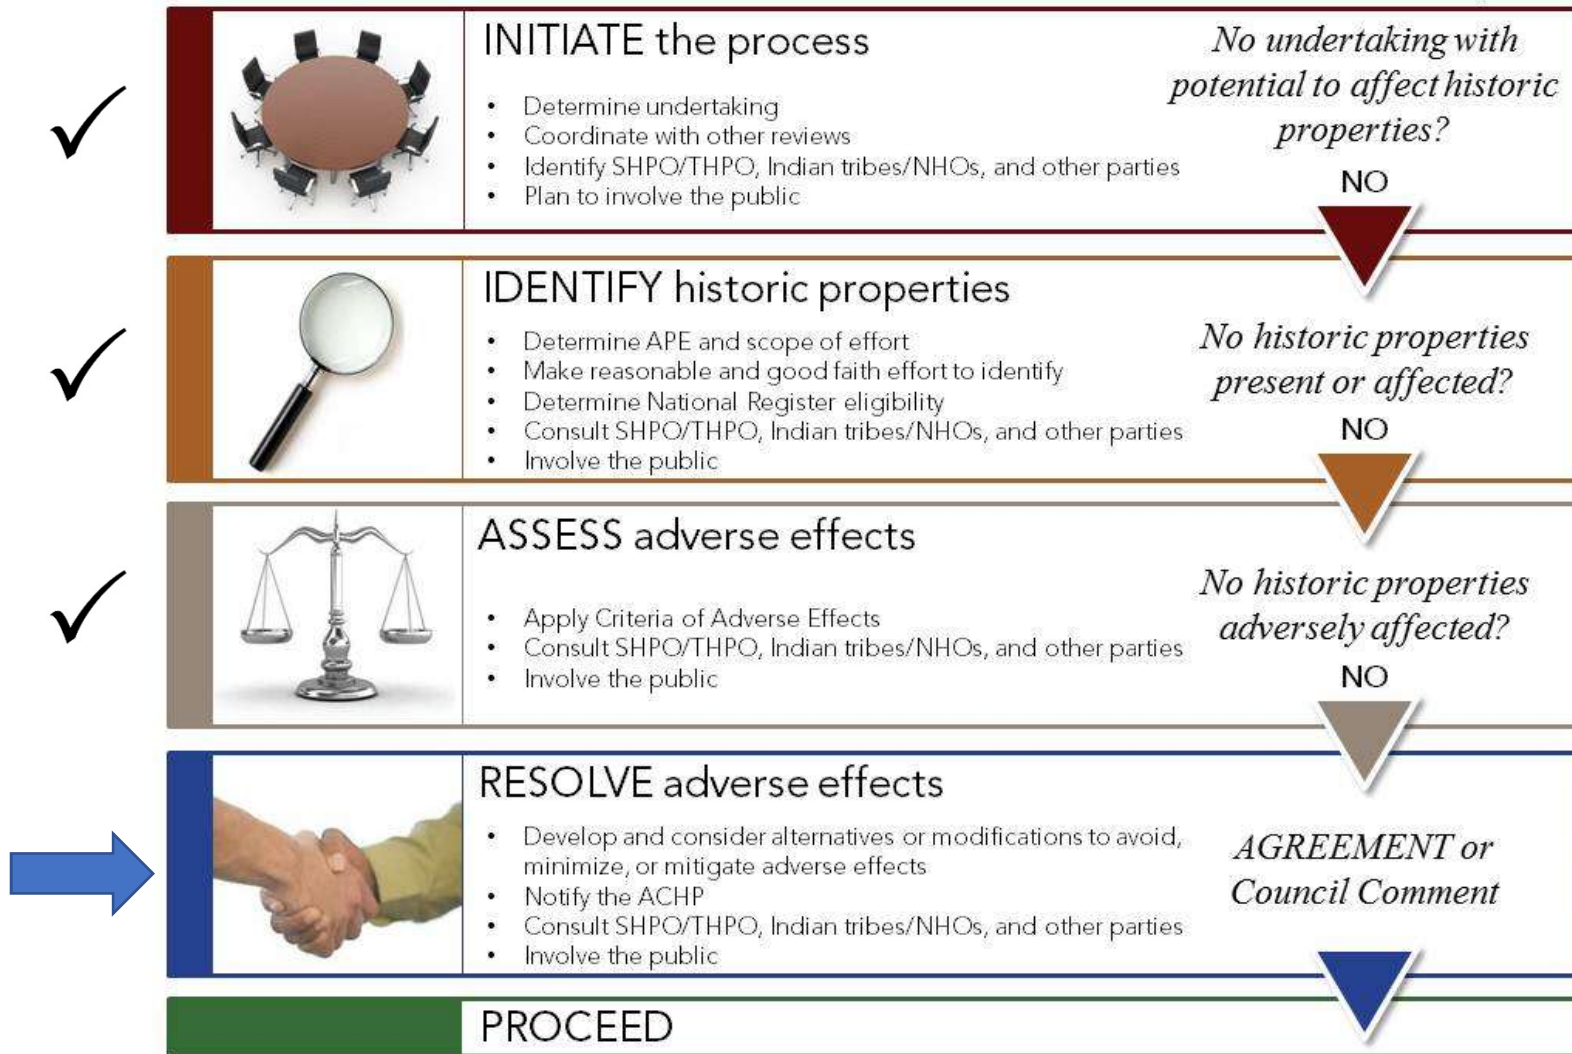 INITIATE the process
• Determine undertaking
• Coordinate with other reviews
• Identify SHPO/THPO, Indian tribes/NHOs, and other parties
• Plan to involve the public
No undertaking with
potential to affect historic
properties?
NO
IDENTIFY historic properties
• Determine APE and scope of effort
• Make reasonable and good faith effort to identify
• Determine National Register eligibility
• Consult SHPO/THPO, Indian tribes/NHOs, and other parties
• Involve the public
No historic properties
present or affected?
NO
ASSESS adverse effects
• Apply Criteria of Adverse Effects
• Consult SHPO/THPO, Indian tribes/NHOs, and other parties
• Involve the public
No historic properties
adversely affected?
NO
RESOLVE adverse effects
• Develop and consider alternatives or modifications to avoid,
minimize, or mitigate adverse effects
• Notify the ACHP
• Consult SHPO/THPO, Indian tribes/NHOs, and other parties
• Involve the public
AGREEMENT or
Council Comment
PROCEED